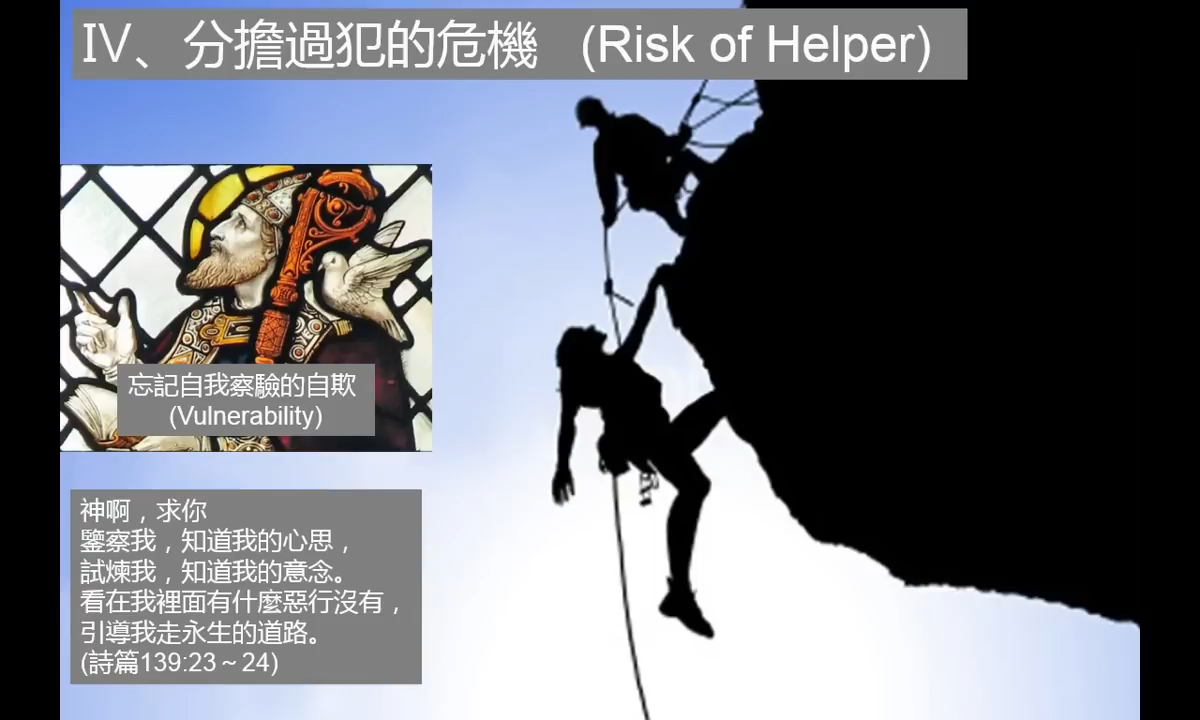 IV、分擔過犯的危機 (Risk of Helper)
忘記自我察驗的自欺
(Vulnerability)
神啊，求你
鑒察我，知道我的心思，
試煉我，知道我的意念。
看在我裡面有什麼惡行沒有，
引導我走永生的道路。
(詩篇139:23～24)